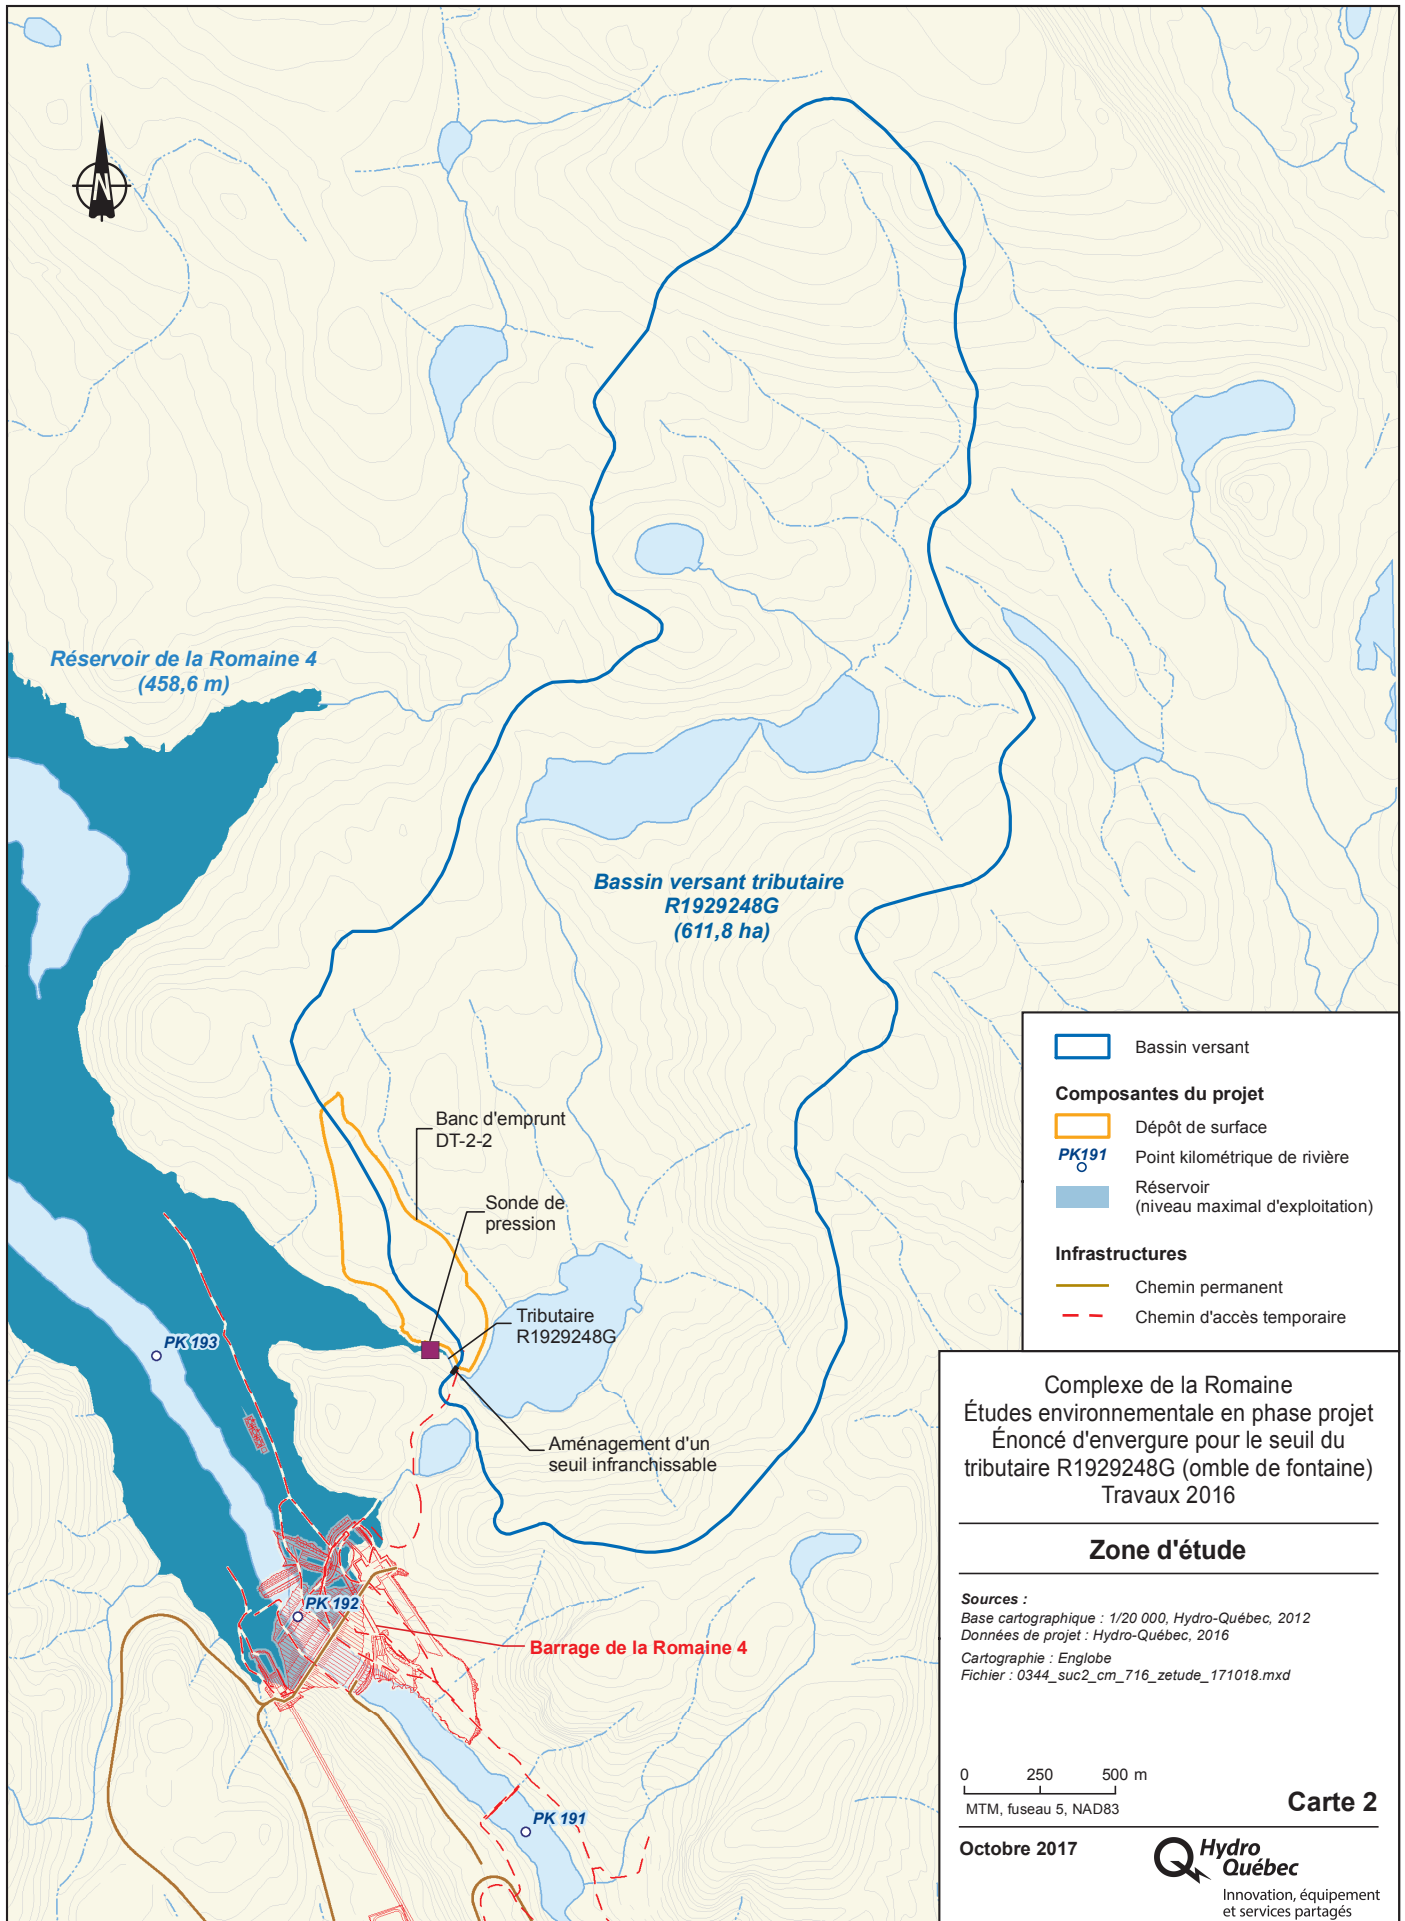 N
Réservoir de la Romaine 4
(458,6 m)
Bassin versant tributaire
R1929248G
(611,8 ha)
Banc d'emprunt
DT-2-2
Sonde de
pression
Tributaire
R1929248G
PK 193
Aménagement d'un
seuil infranchissable
PK 192
Barrage de la Romaine 4
PK 191
Bassin versant
Composantes du projet
Dépôt de surface
PK191
Point kilométrique de rivière
Réservoir
(niveau maximal d'exploitation)
Infrastructures
Chemin permanent
Chemin d'accès temporaire
Complexe de la Romaine
Études environnementale en phase projet
Énoncé d'envergure pour le seuil du
tributaire R1929248G (omble de fontaine)
Travaux 2016
Zone d'étude
Sources :
Base cartographique : 1/20 000, Hydro-Québec, 2012
Données de projet : Hydro-Québec, 2016
Cartographie : Englobe
Fichier : 0344_suc2_cm_716_zetude_171018.mxd
0 250 500 m
MTM, fuseau 5, NAD83
Carte 2
Octobre 2017
Hydro
Québec
Innovation, équipement
et services partagés